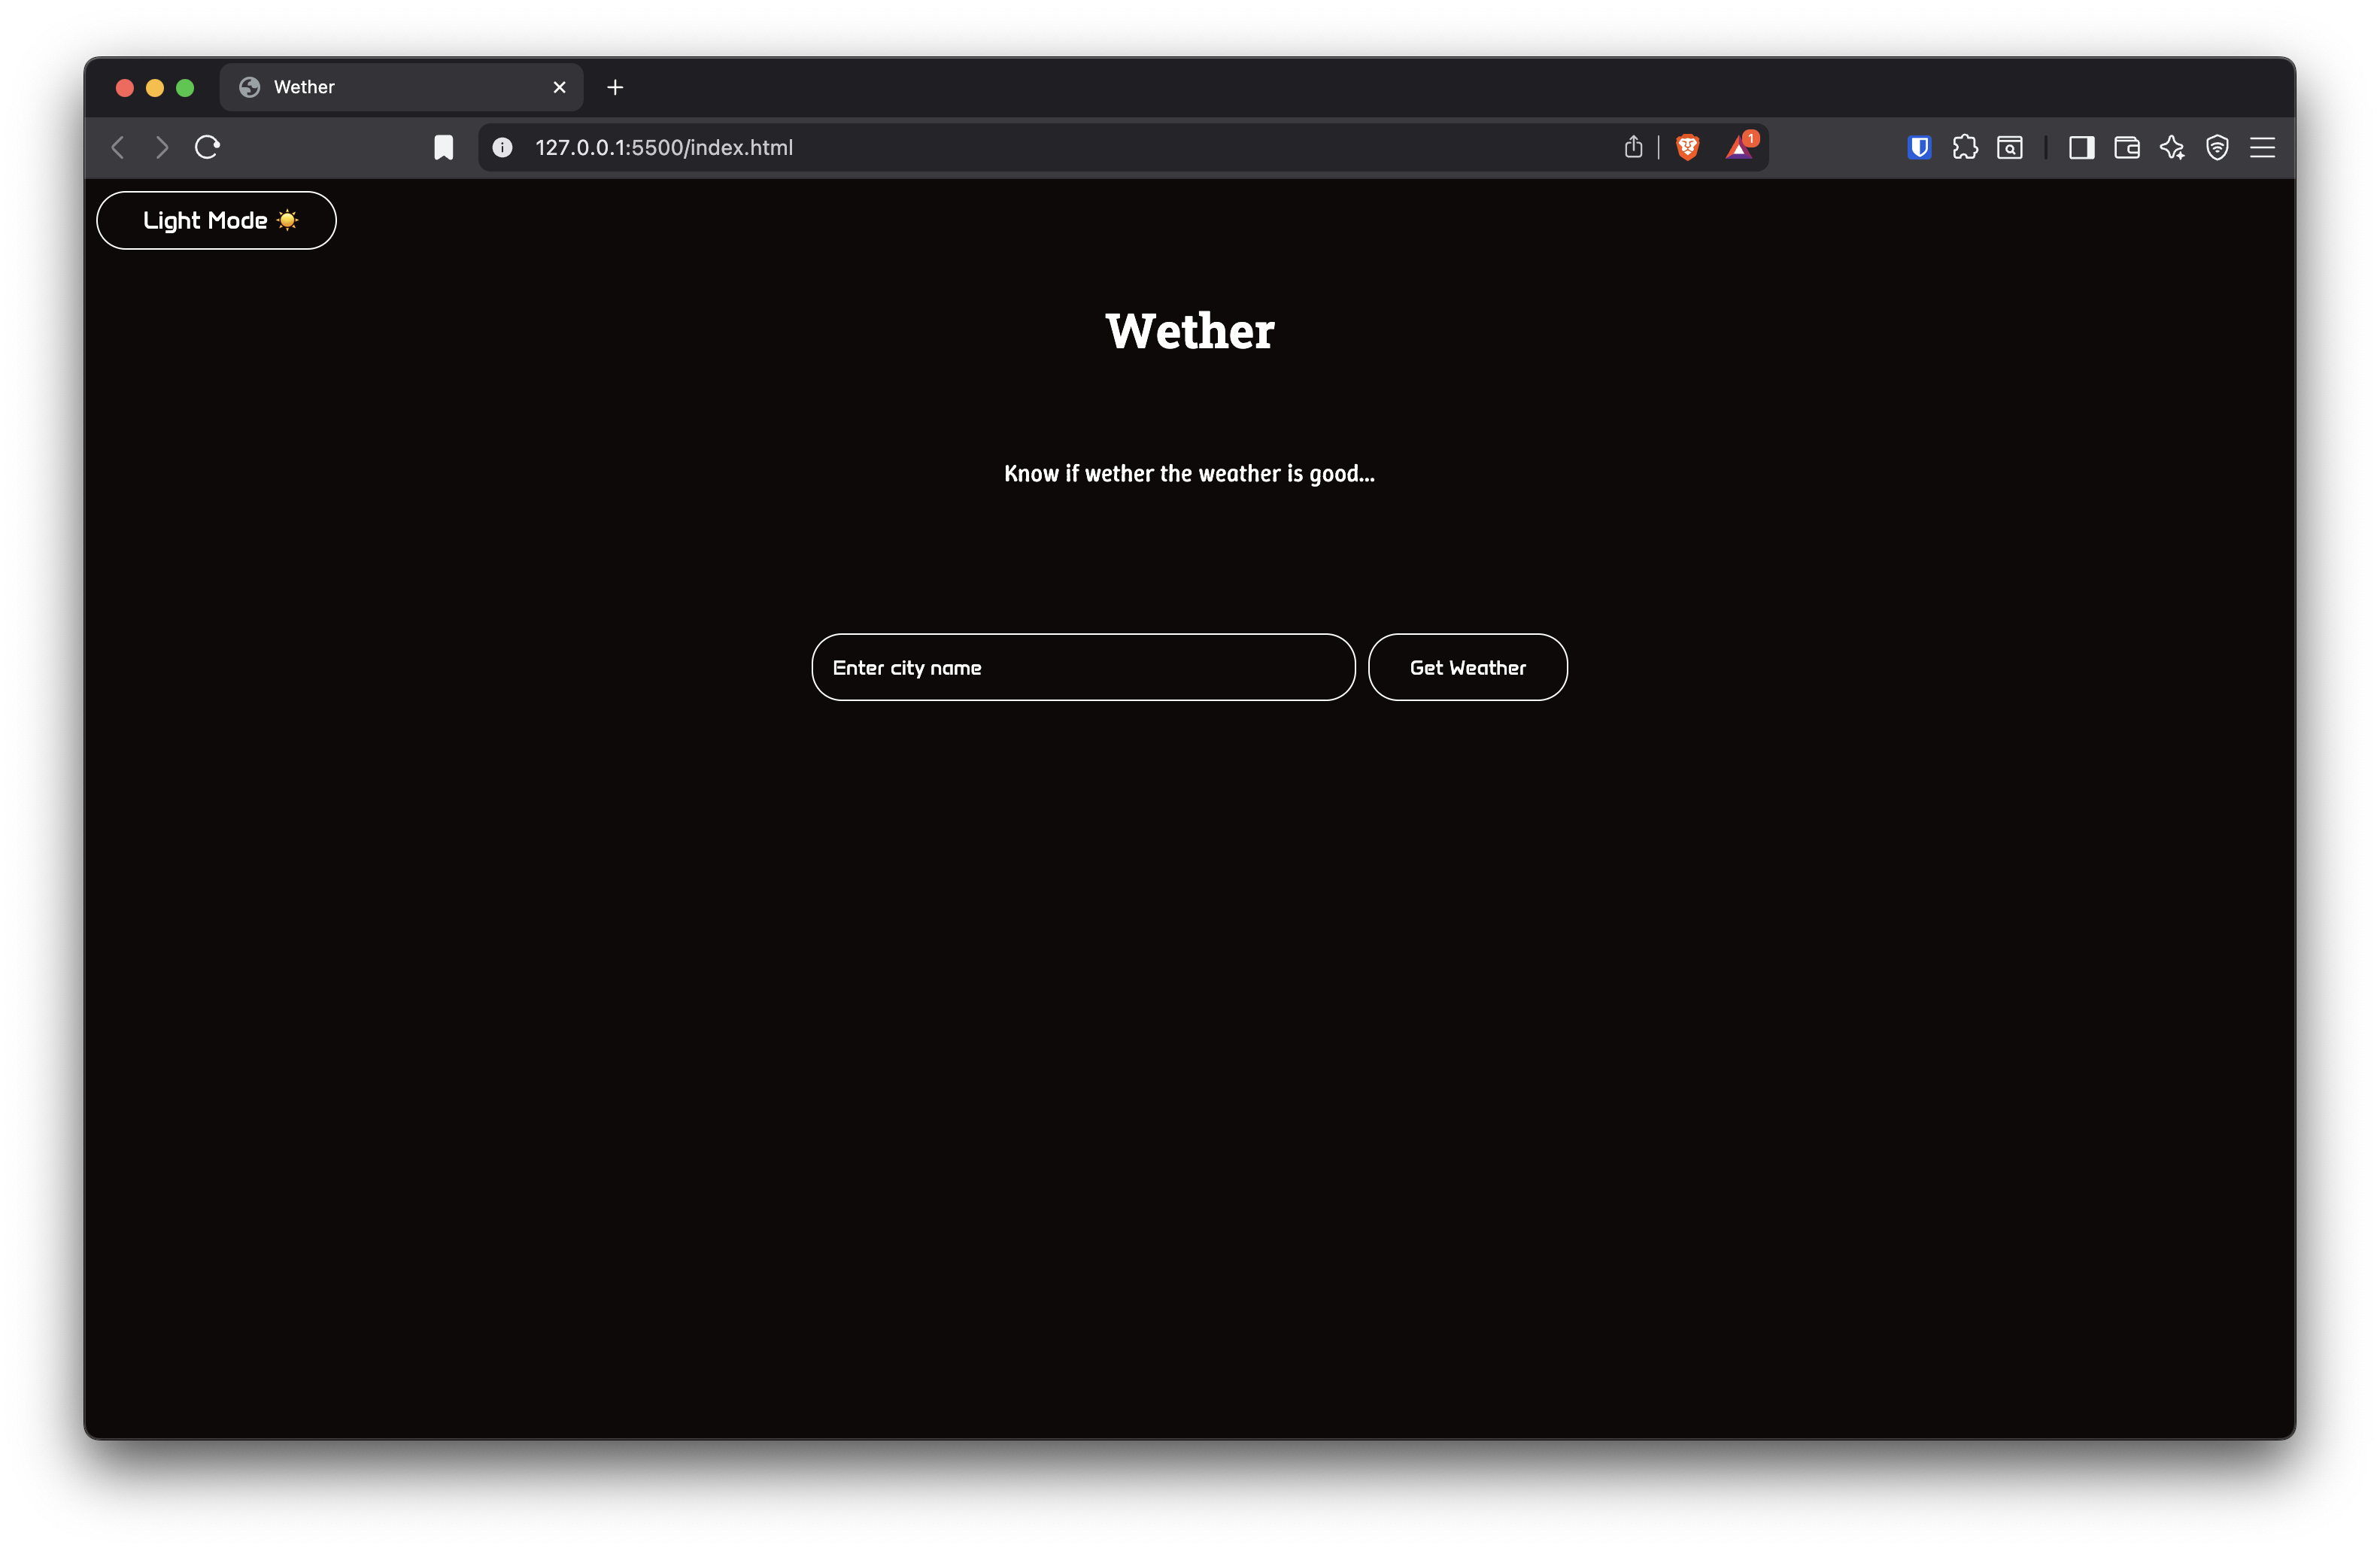 Wether
127.0.0.1:5500/index.html
1
Light Mode ☀️
Wether
Know if wether the weather is good...
Enter city name
Get Weather